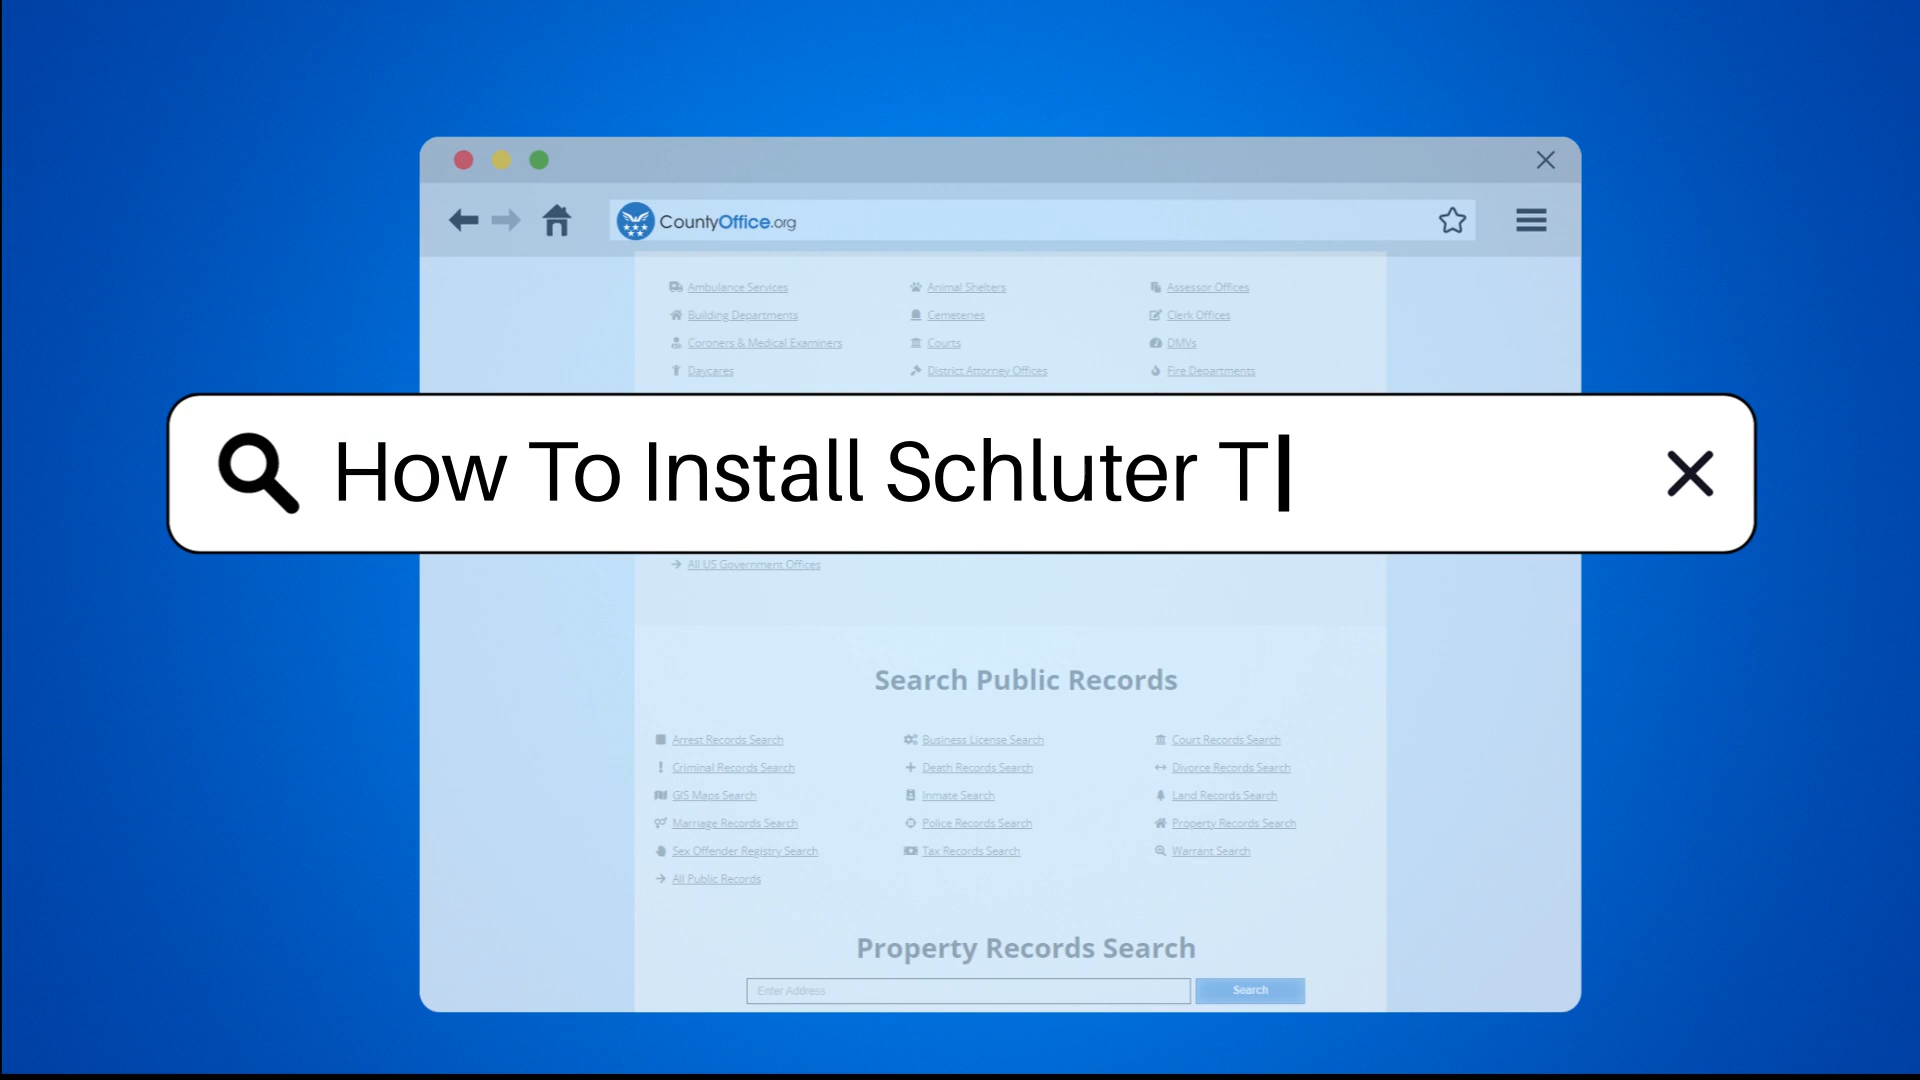 CountyOffice.org
Ambulance Services Animal Shelters Assessor Offices
Building Departments Cemeteries Clerk Offices
Coroners & Medical Examiners Courts DMVs
Daycares District Attorney Offices Fire Departments
How To Install Schluter T
All US Government Offices
Search Public Records
Arrest Records Search Business License Search Court Records Search
Criminal Records Search Death Records Search Divorce Records Search
GIS Maps Search Inmate Search Land Records Search
Marriage Records Search Police Records Search Property Records Search
Sex Offender Registry Search Tax Records Search Warrant Search
All Public Records
Property Records Search
Enter Address Search